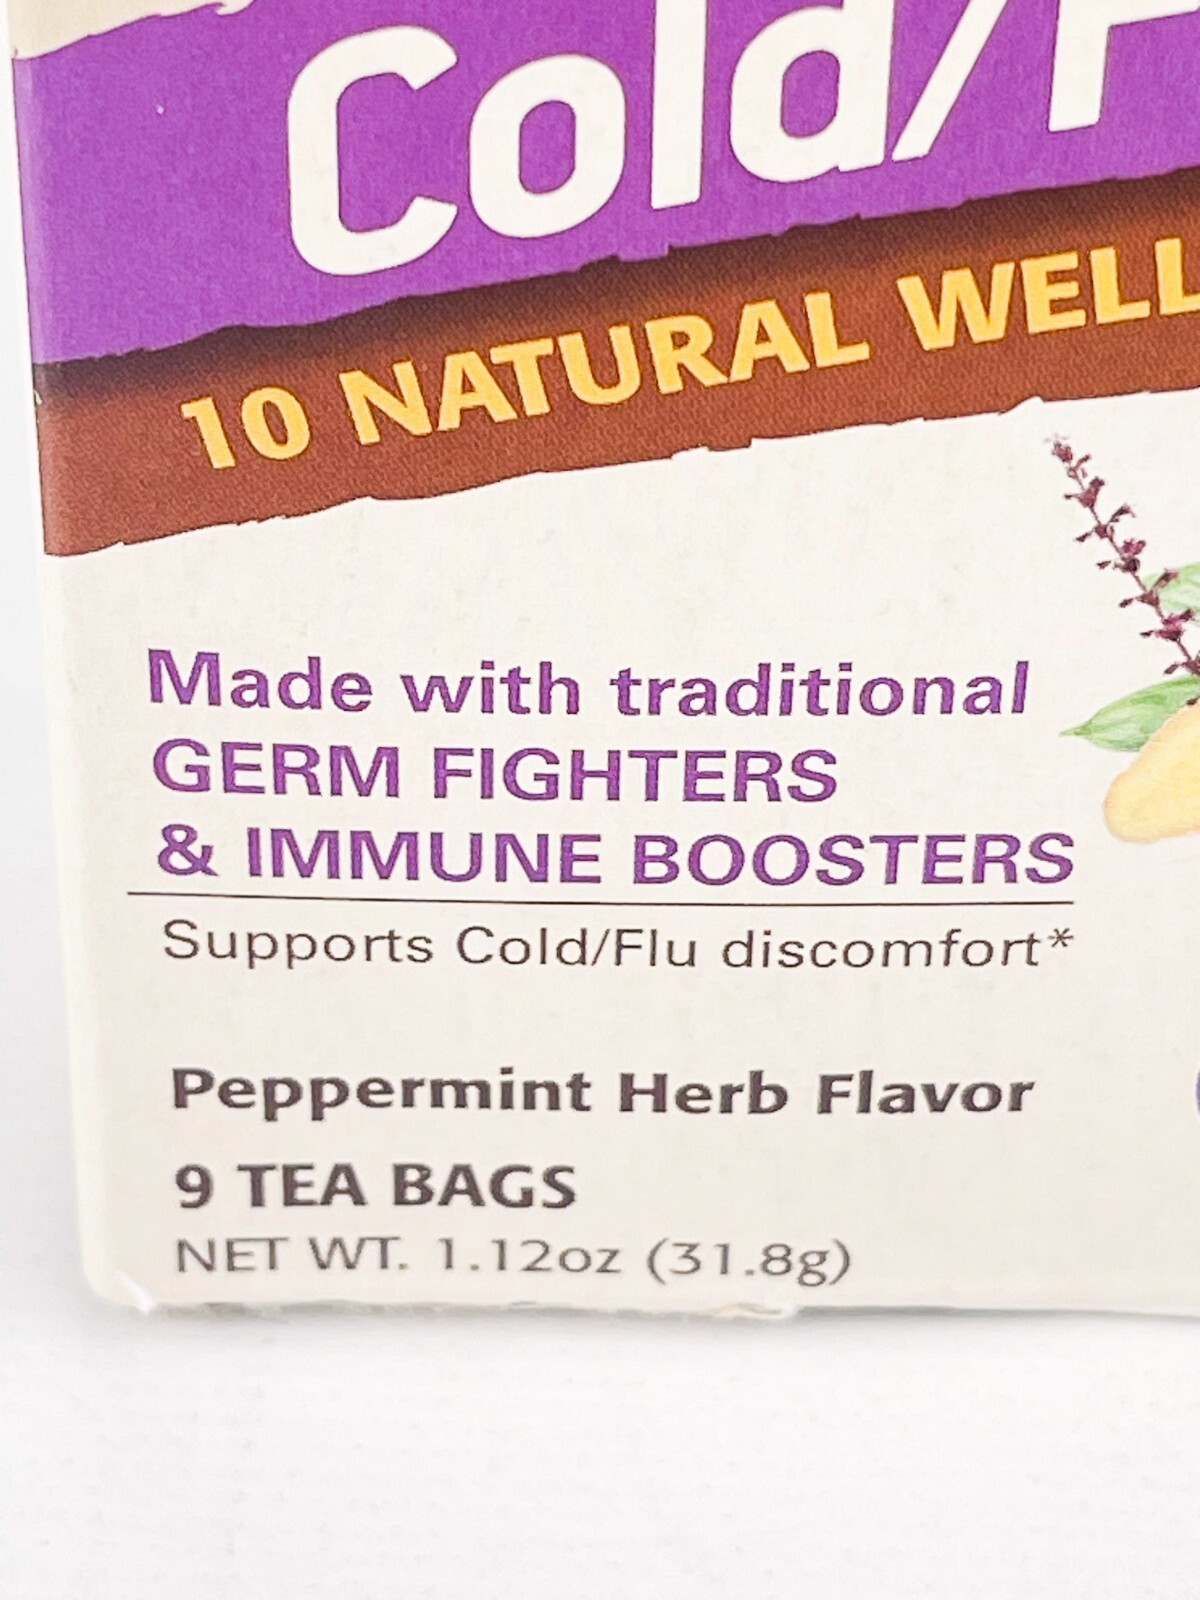 Cold/F
10 NATURAL WELL
Made with traditional
GERM FIGHTERS
& IMMUNE BOOSTERS
Supports Cold/Flu discomfort*
Peppermint Herb Flavor
9 TEA BAGS
NET WT. 1.12oz (31.8g)